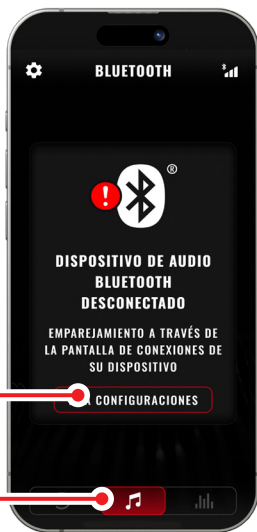 BLUETOOTH
®
DISPOSITIVO DE AUDIO
BLUETOOTH
DESCONECTADO
EMPAREJAMIENTO A TRAVÉS DE
LA PANTALLA DE CONEXIONES DE
SU DISPOSITIVO
A CONFIGURACIONES